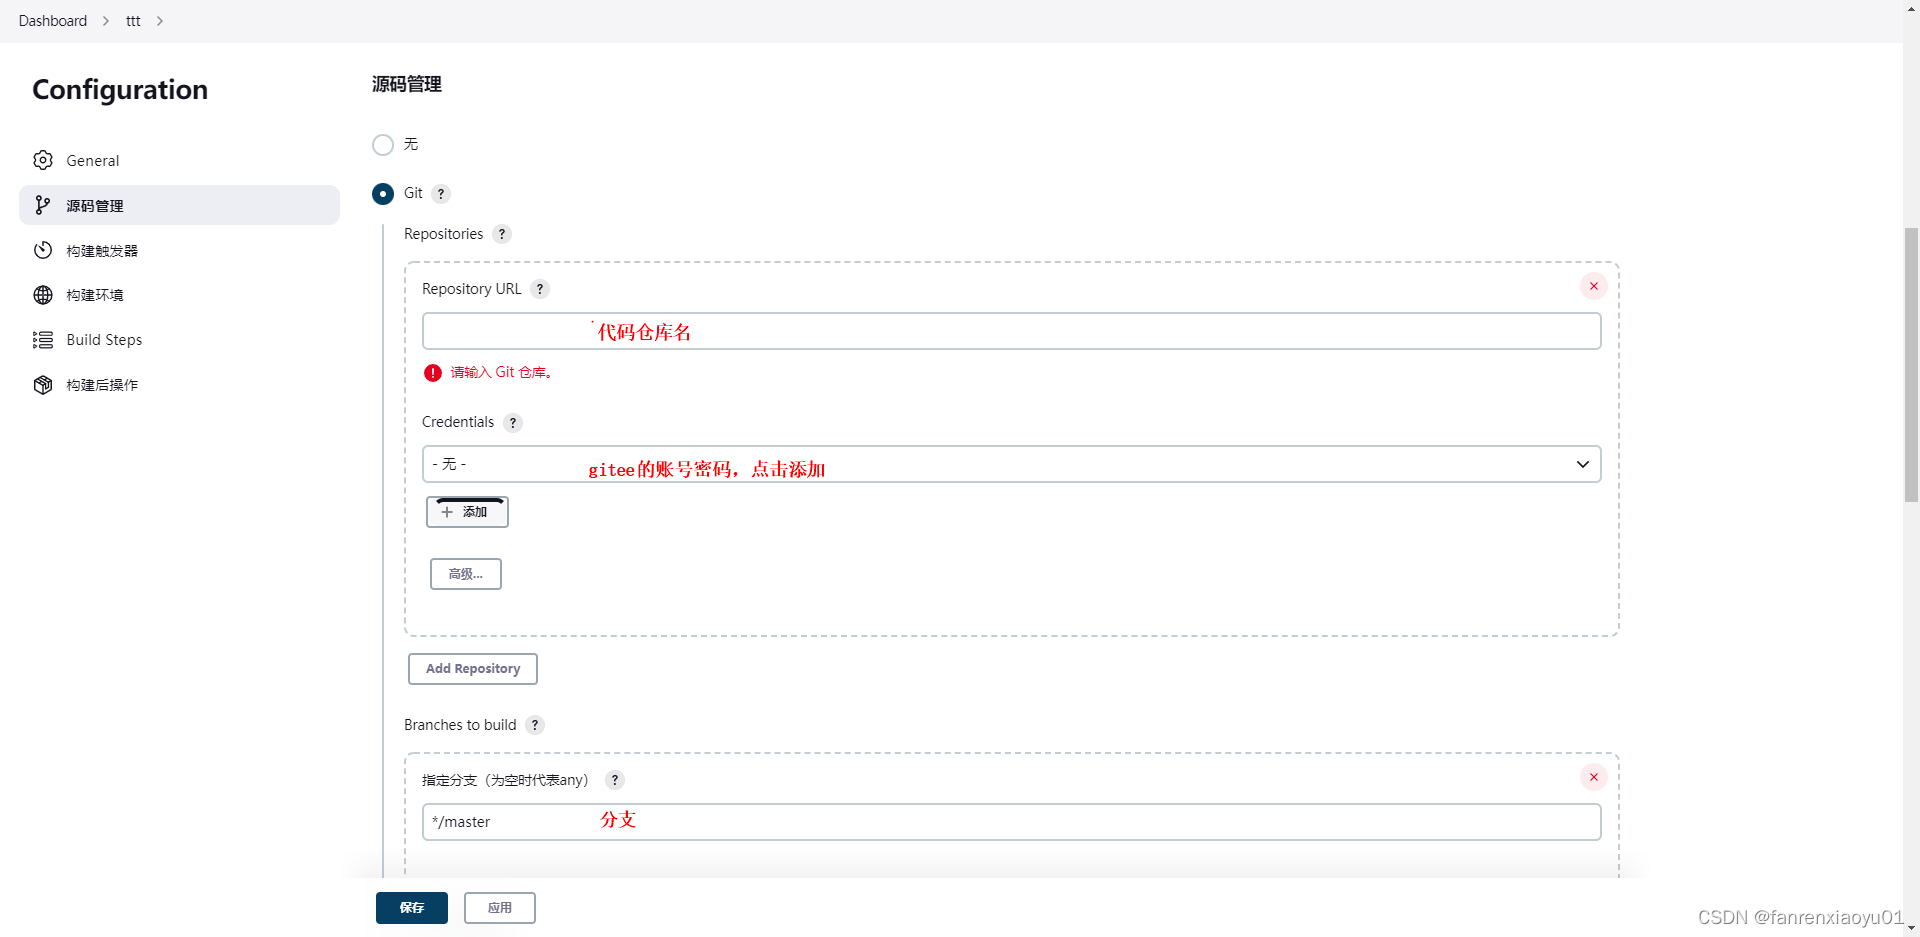 Dashboard > ttt >
Configuration
General
源码管理
构建触发器
构建环境
Build Steps
构建后操作
源码管理
无
Git ?
Repositories ?
Repository URL ?
代码仓库名
请输入 Git 仓库。
Credentials ?
- 无 -
gitee的账号密码，点击添加
+ 添加
高级...
Add Repository
Branches to build ?
指定分支（为空时代表any） ?
*/master
分支
保存
应用
CSDN @fanrenxiaoyu01